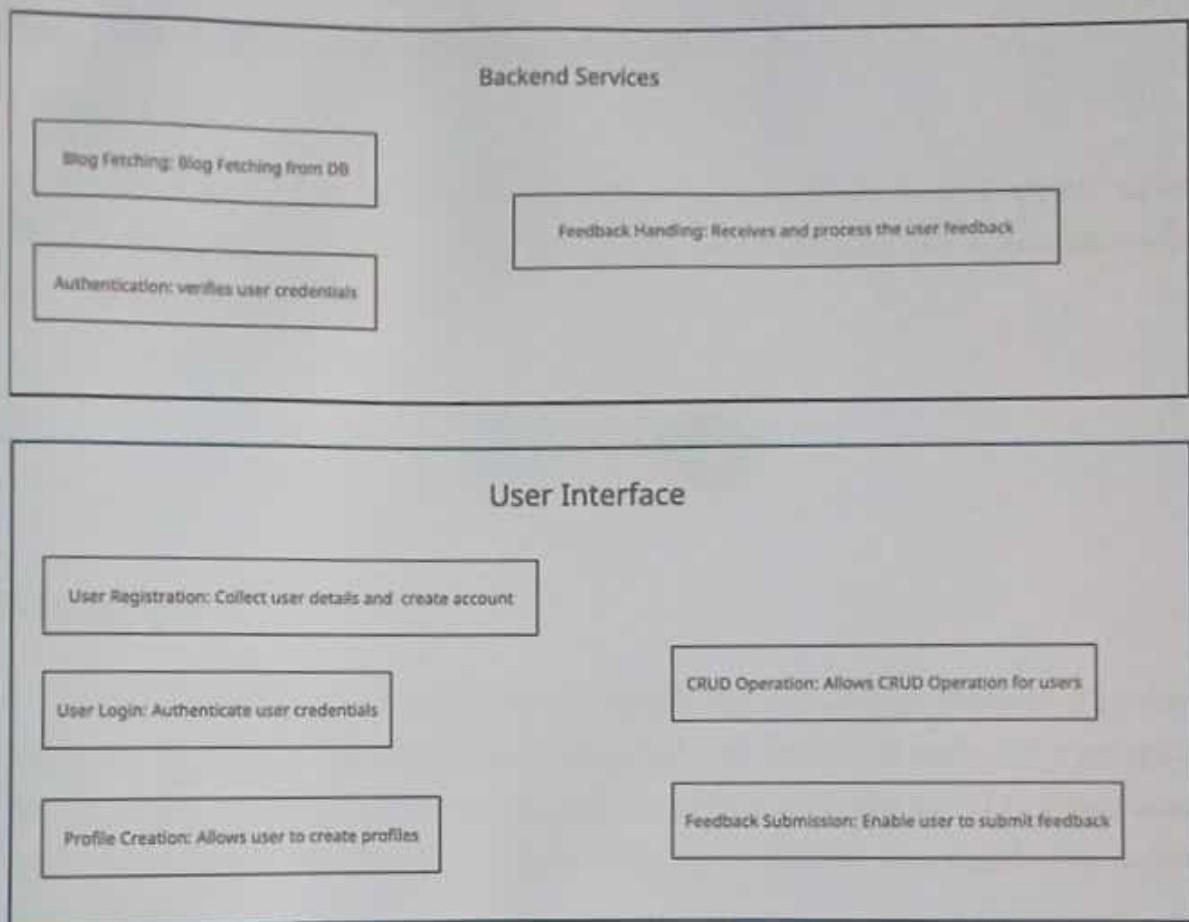 Backend Services
Blog Fetching: Blog Fetching from DB
Feedback Handling: Receives and process the user feedback
Authentication: verifies user credentials
User Interface
User Registration: Collect user details and create account
CRUD Operation: Allows CRUD Operation for users
User Login: Authenticate user credentials
Feedback Submission: Enable user to submit feedback
Profile Creation: Allows user to create profiles